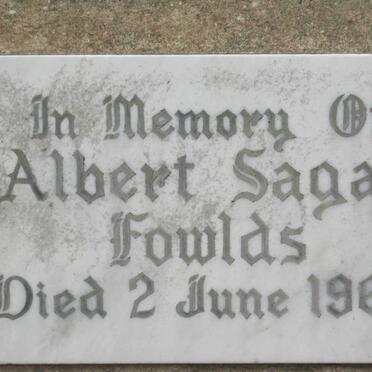 In Memory Of
Albert Saga
Fowlds
Died 2 June 196